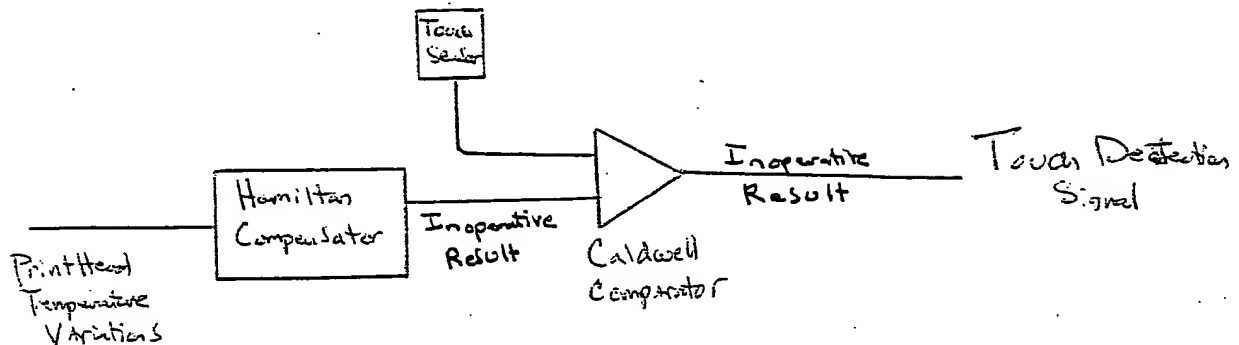 Touch
Sensor
Hamilton
Compensator
PrintHead
Temperature
Variations
Inoperative
Result
Caldwell
Comparator
Inoperative
Result
Touch Detection
Signal